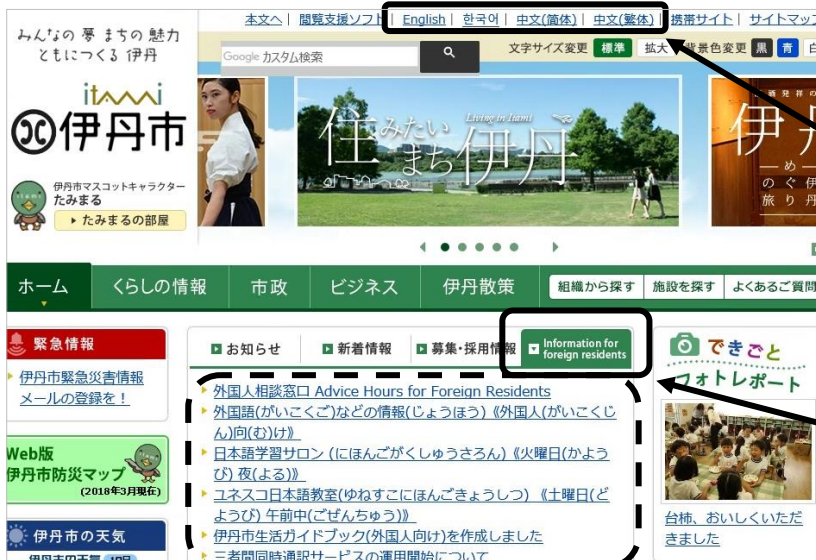 みんなの夢 まちの魅力
ともにつくる 伊丹
itami
伊丹市
伊丹市マスコットキャラクター
たみまる
たみまるの部屋
本文へ | 閲覧支援ソフト | English | 한국어 | 中文(简体) | 中文(繁体) | 携帯サイト | サイトマップ
Google カスタム検索
文字サイズ変更 標準 拡大 背景色変更 黒 青 白
住みたいまち伊丹
Living in Itami
ホーム くらしの情報 市政 ビジネス 伊丹散策 組織から探す 施設を探す よくあるご質問
緊急情報
伊丹市緊急災害情報
メールの登録を！
Web版
伊丹市防災マップ
(2018年3月現在)
伊丹市の天気
お知らせ 新着情報 募集・採用情報 Information for
foreign residents
外国人相談窓口 Advice Hours for Foreign Residents
外国語(がいこくご)などの情報(じょうほう)《外国人(がいこくじ
ん)向(む)け》
日本語学習サロン (にほんごがくしゅうさろん)《火曜日(かよう
び) 夜(よる)》
ユネスコ日本語教室(ゆねすこにほんごきょうしつ) 《土曜日(ど
ようび) 午前中(ごぜんちゅう)》
伊丹市生活ガイドブック(外国人向け)を作成しました
三者間同時通訳サービスの運用開始について
できごと
フォトレポート
台柿、おいしくいただ
きました